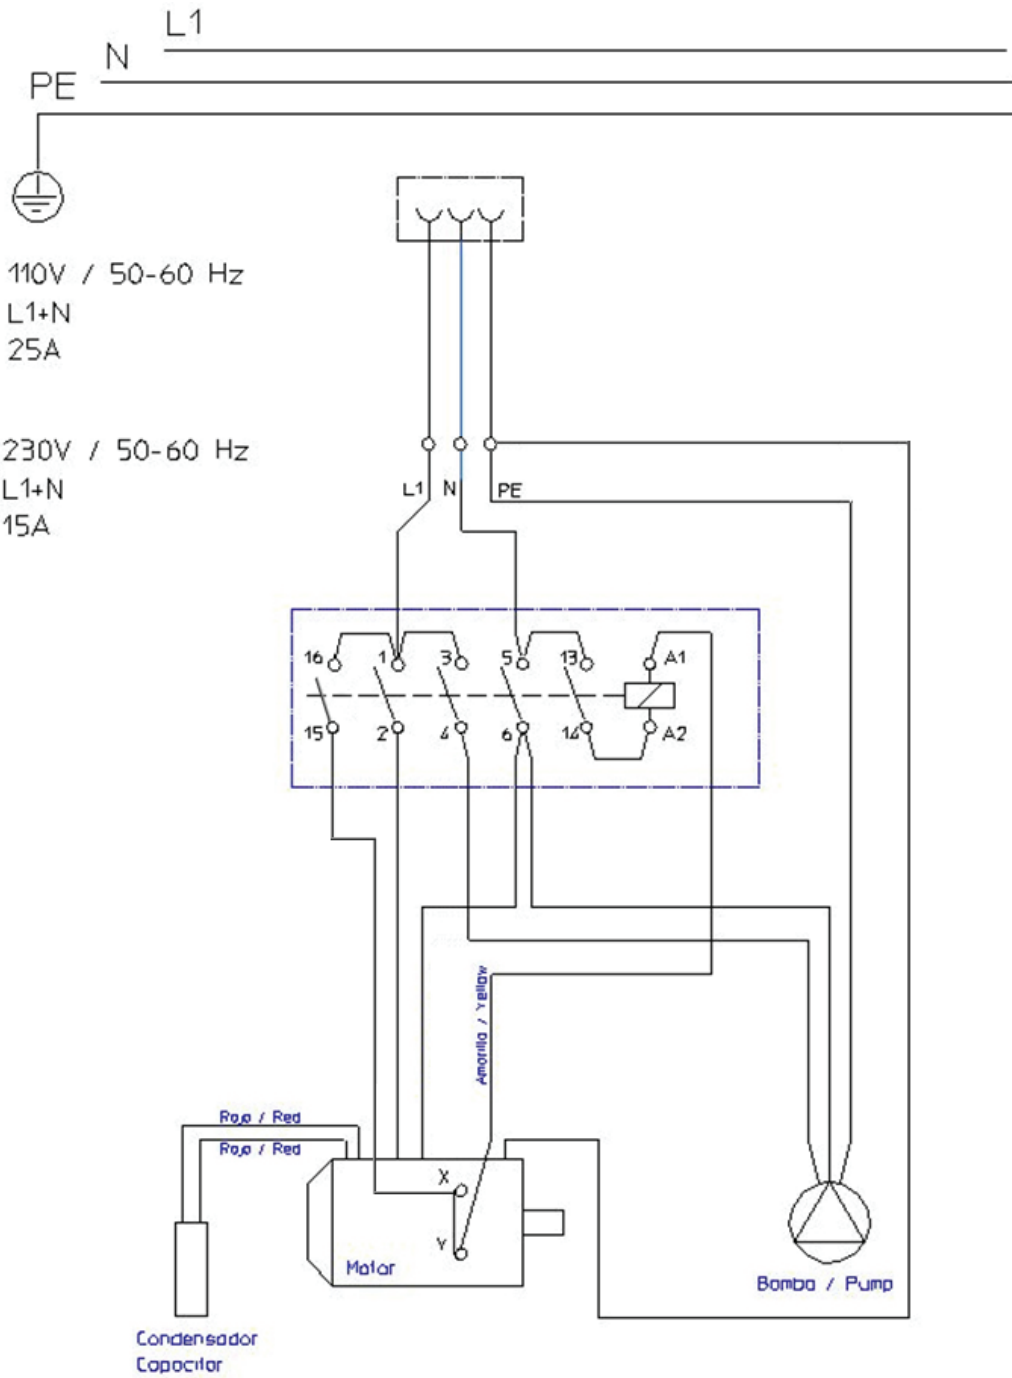 L1
N
PE
110V / 50-60 Hz
L1+N
25A
230V / 50-60 Hz
L1+N
15A
L1 N PE
16 1 3 5 13 A1
15 2 4 6 14 A2
Amarillo / Yellow
Rojo / Red
Rojo / Red
X
Y
Motor
Bomba / Pump
Condensador
Capacitor